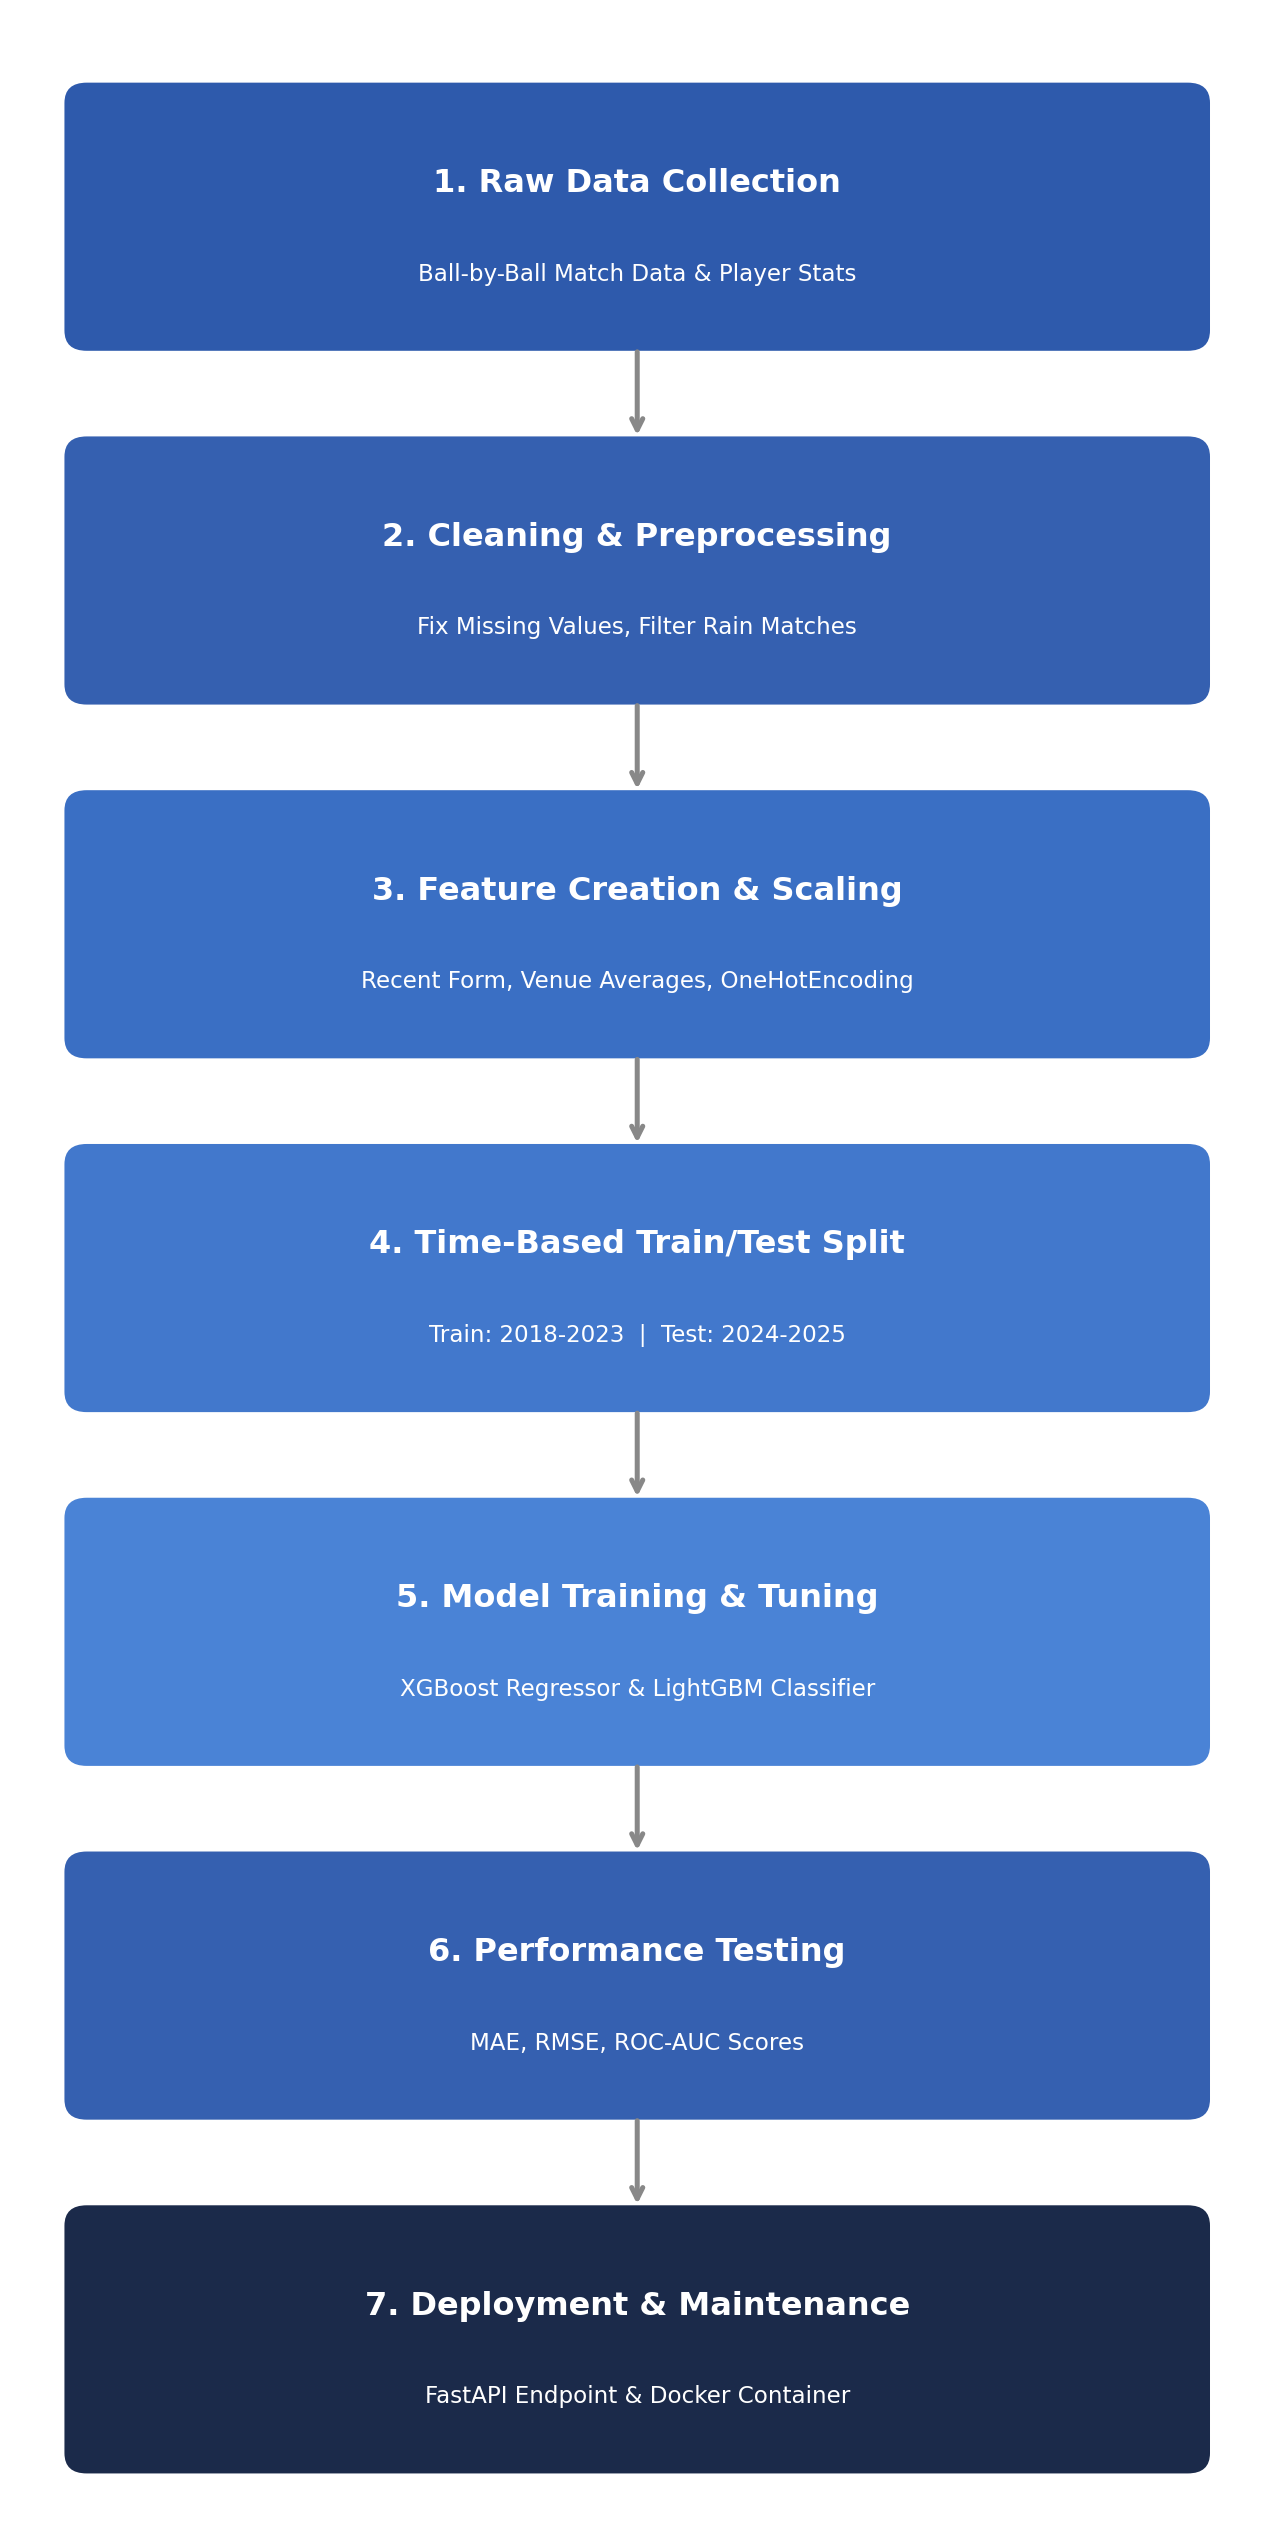 1. Raw Data Collection
Ball-by-Ball Match Data & Player Stats
2. Cleaning & Preprocessing
Fix Missing Values, Filter Rain Matches
3. Feature Creation & Scaling
Recent Form, Venue Averages, OneHotEncoding
4. Time-Based Train/Test Split
Train: 2018-2023 | Test: 2024-2025
5. Model Training & Tuning
XGBoost Regressor & LightGBM Classifier
6. Performance Testing
MAE, RMSE, ROC-AUC Scores
7. Deployment & Maintenance
FastAPI Endpoint & Docker Container